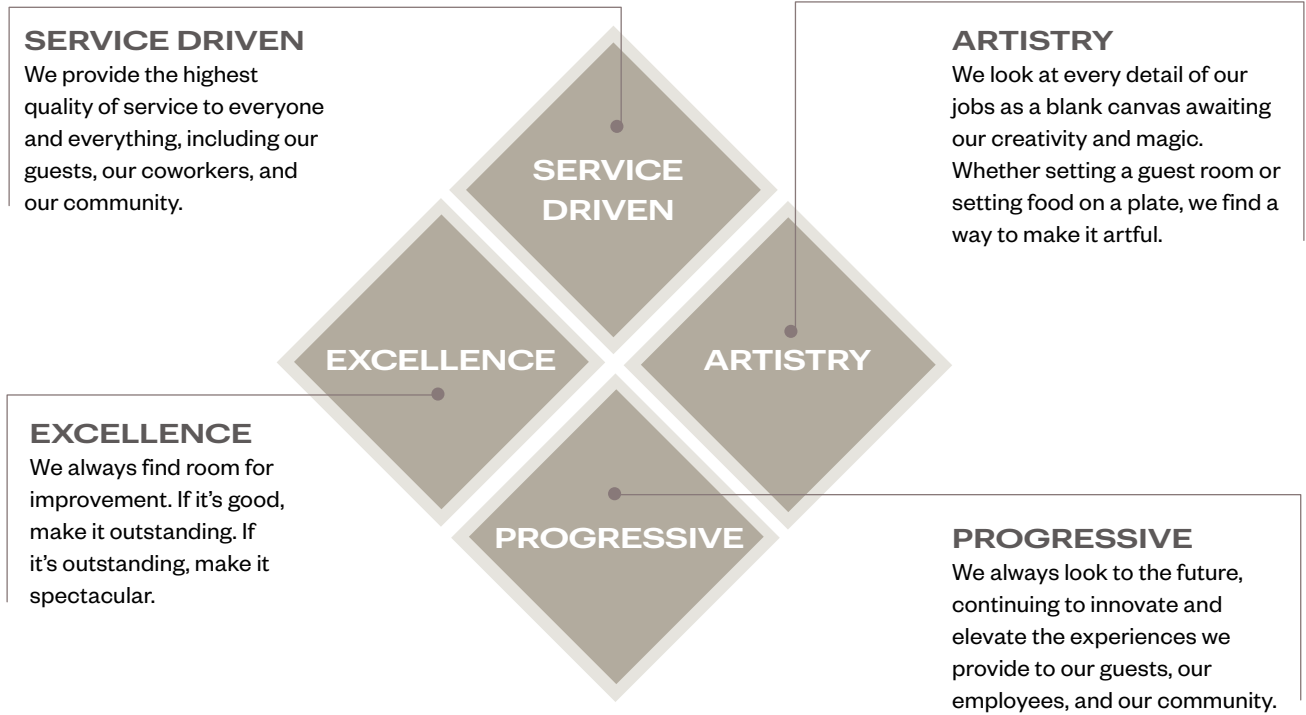 SERVICE DRIVEN
We provide the highest
quality of service to everyone
and everything, including our
guests, our coworkers, and
our community.
ARTISTRY
We look at every detail of our
jobs as a blank canvas awaiting
our creativity and magic.
Whether setting a guest room or
setting food on a plate, we find a
way to make it artful.
SERVICE
DRIVEN
EXCELLENCE
ARTISTRY
PROGRESSIVE
EXCELLENCE
We always find room for
improvement. If it’s good,
make it outstanding. If
it’s outstanding, make it
spectacular.
PROGRESSIVE
We always look to the future,
continuing to innovate and
elevate the experiences we
provide to our guests, our
employees, and our community.